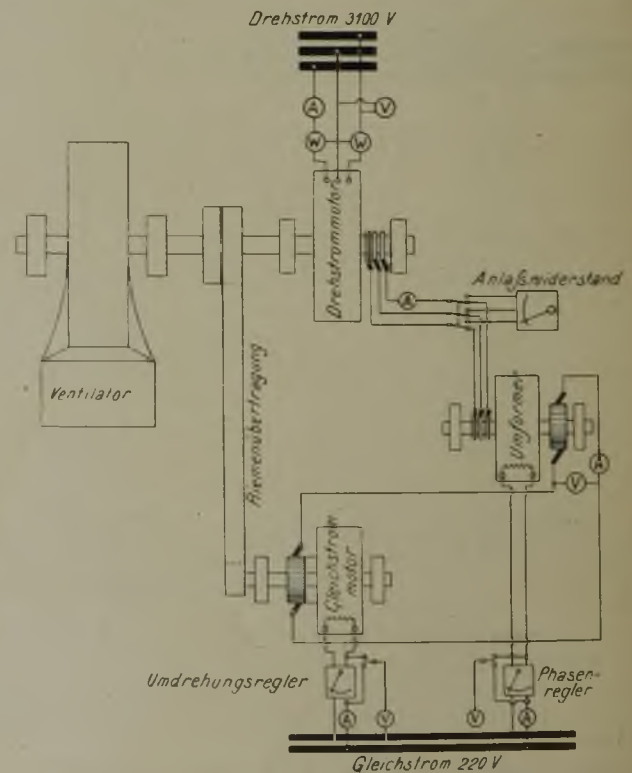 Drehstrom 3100 V
A
V
W
W
Drehstrommotor
Anlaßwiderstand
A
Ventilator
Riemenübertragung
Umformer
A
V
Gleichstrom
motor
Umdrehungsregler
Phasen-
regler
A
V
V
A
Gleichstrom 220 V